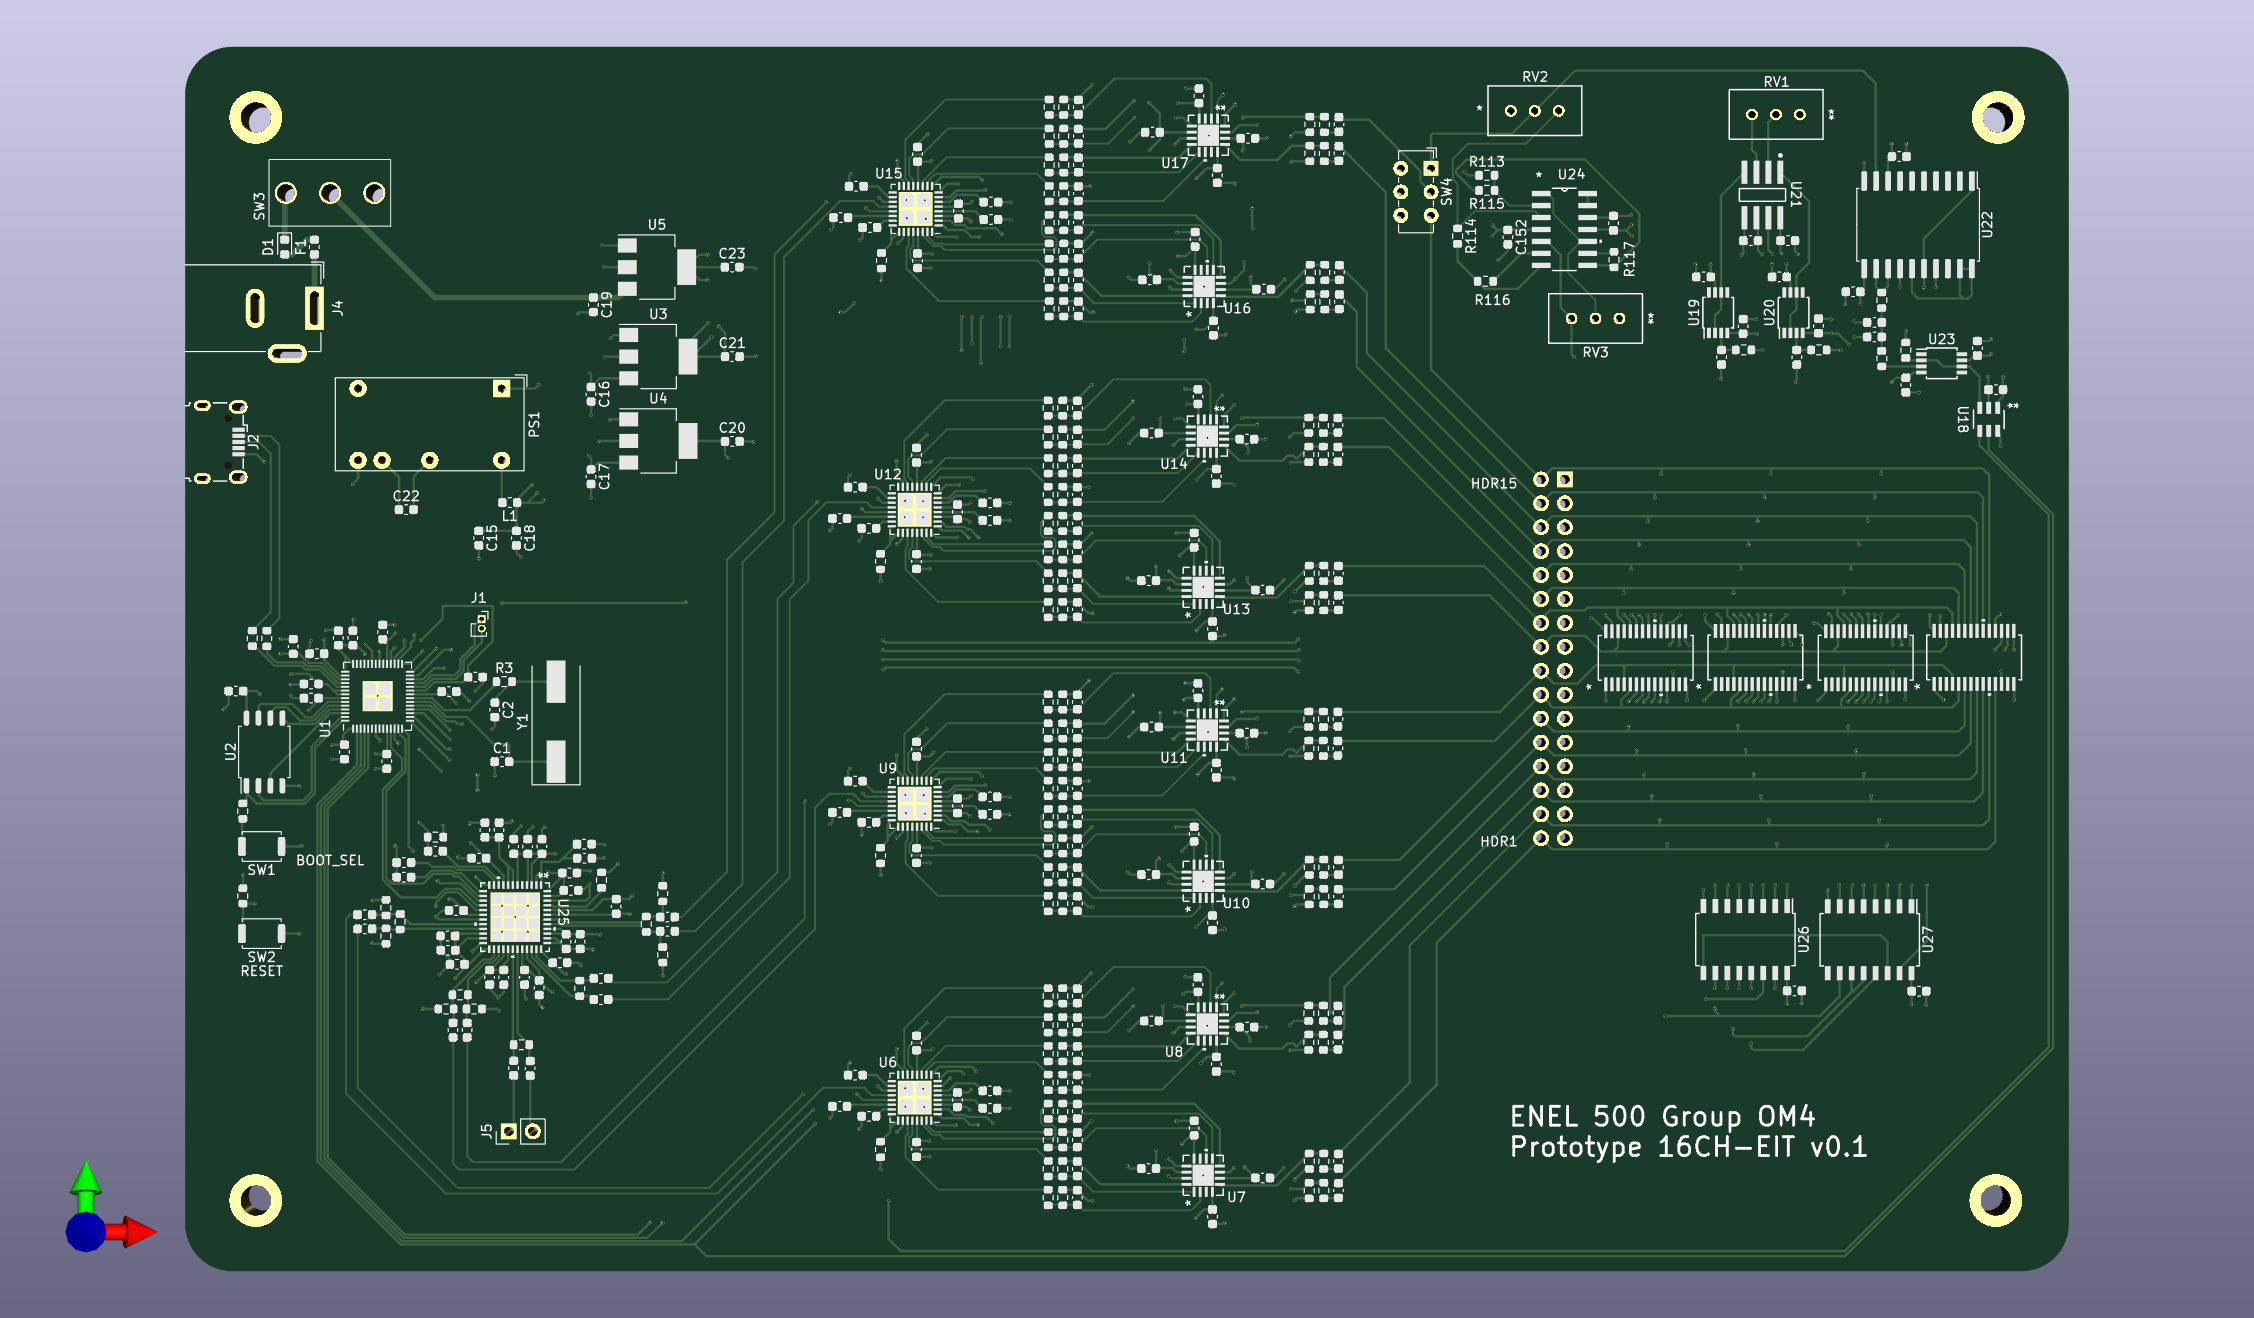 RV2
RV1
U17
U15
SW3
D1
F1
U5
C23
C19
J4
U3
C21
C16
U4
C20
C17
PS1
J2
C22
L1
C15
C18
U16
SW4
R113
R115
R114
C152
U24
R117
R116
RV3
U21
U22
U19
U20
U23
U18
U14
U12
U13
HDR15
HDR1
J1
R3
C2
Y1
C1
U1
U2
SW1
BOOT_SEL
SW2
RESET
U25
J5
U11
U9
U10
U8
U6
U7
U26
U27
ENEL 500 Group OM4
Prototype 16CH-EIT v0.1